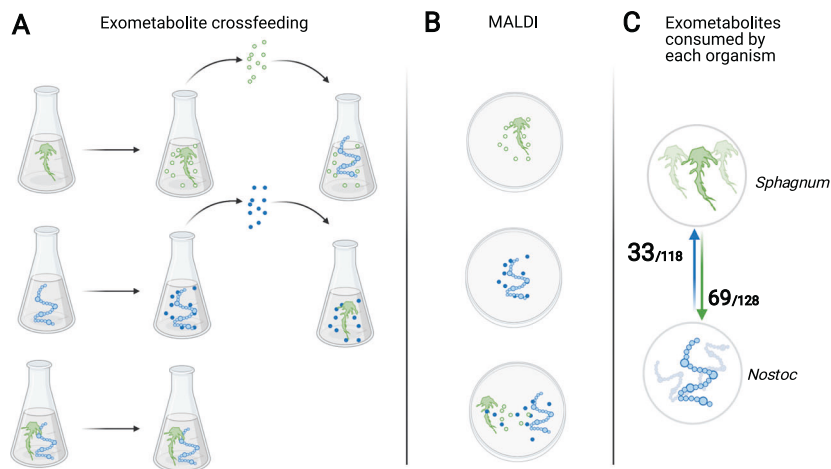 A
Exometabolite crossfeeding
B
MALDI
C
Exometabolites
consumed by
each organism
Sphagnum
33/118
69/128
Nostoc